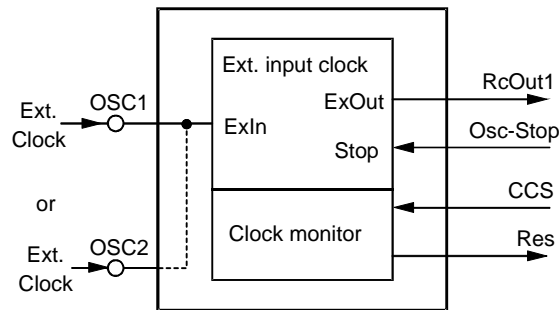 Ext. input clock
RcOut1
OSC1
ExOut
Ext.
Clock
ExIn
Osc-Stop
Stop
CCS
or
Clock monitor
OSC2
Res
Ext.
Clock